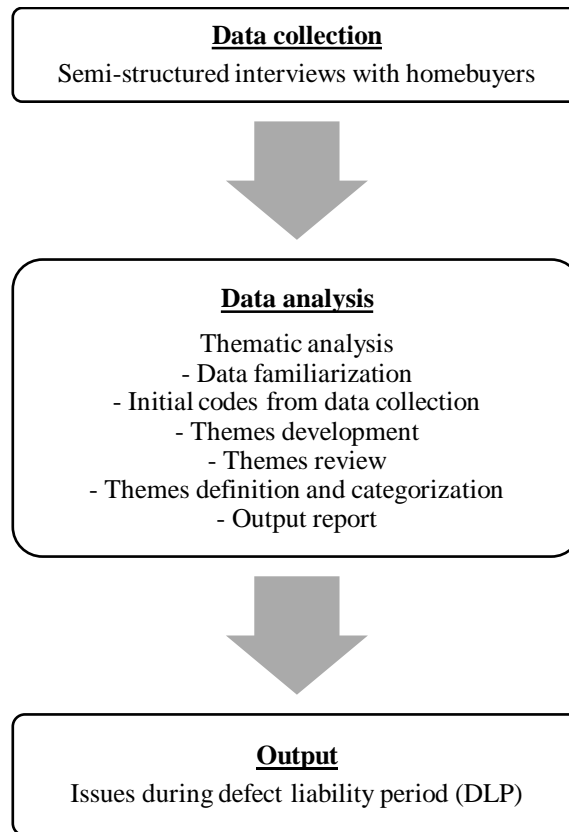 Data collection
Semi-structured interviews with homebuyers
Data analysis
Thematic analysis
- Data familiarization
- Initial codes from data collection
- Themes development
- Themes review
- Themes definition and categorization
- Output report
Output
Issues during defect liability period (DLP)